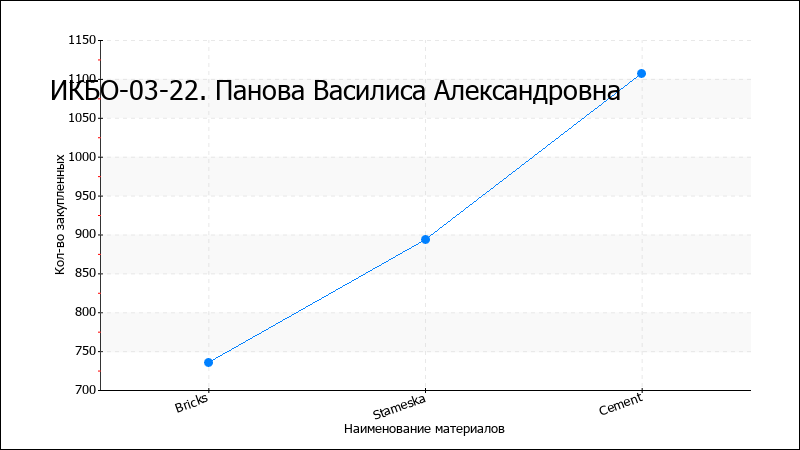 1150
1100
ИКБО-03-22. Панова Василиса Александровна
1050
1000
950
900
850
800
750
700
Кол-во закупленных
Bricks
Stameska
Cement
Наименование материалов